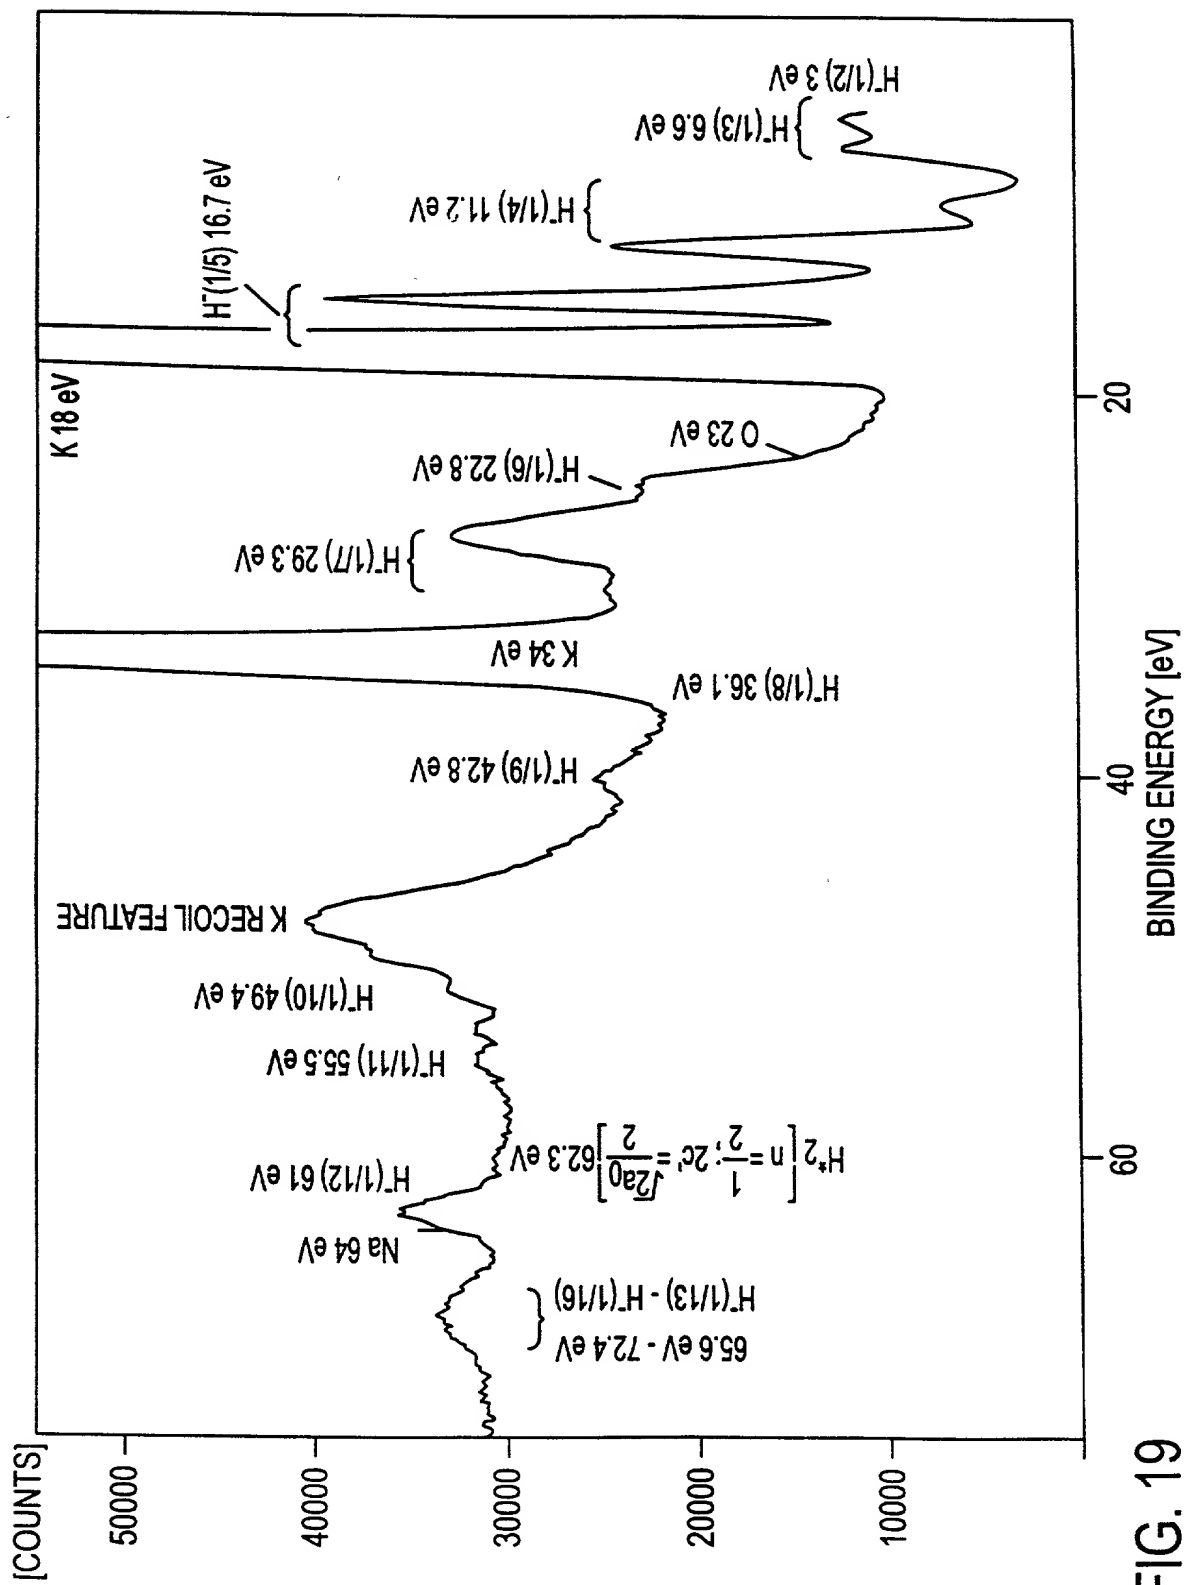 [COUNTS]
50000
40000
30000
20000
10000
65.6 eV - 72.4 eV
H⁻(1/13) - H⁻(1/16)
Na 64 eV
H⁻(1/12) 61 eV
H*₂ [n = 1/2; 2c' = √2a₀/2] 62.3 eV
H⁻(1/11) 55.5 eV
H⁻(1/10) 49.4 eV
K RECOIL FEATURE
H⁻(1/9) 42.8 eV
H⁻(1/8) 36.1 eV
K 34 eV
H⁻(1/7) 29.3 eV
H⁻(1/6) 22.8 eV
O 23 eV
K 18 eV
H⁻(1/5) 16.7 eV
H⁻(1/4) 11.2 eV
H⁻(1/3) 6.6 eV
H⁻(1/2) 3 eV
60
40
20
BINDING ENERGY [eV]
FIG. 19